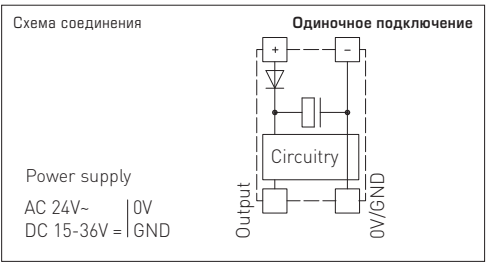 Схема соединения
Одиночное подключение
+ −
Circuitry
Power supply
AC 24V~ | 0V
DC 15-36V = | GND
Output
0V/GND